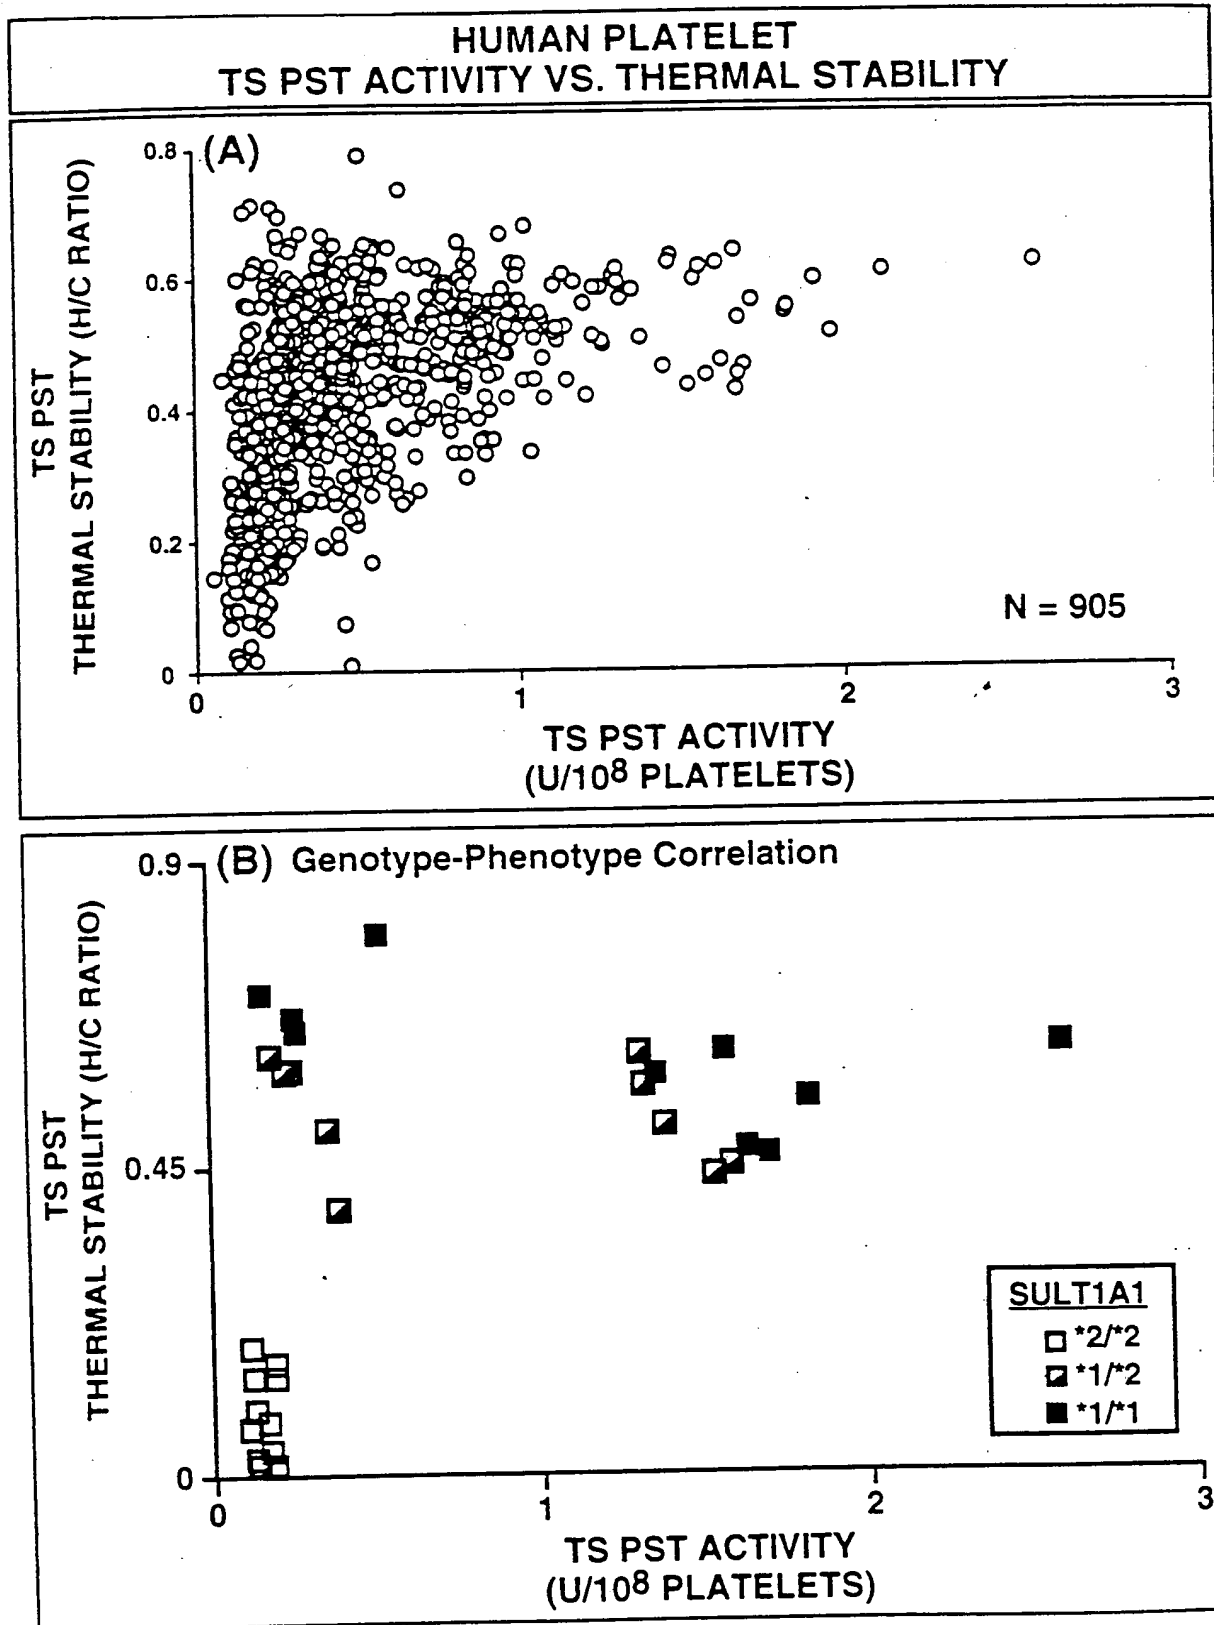 HUMAN PLATELET
TS PST ACTIVITY VS. THERMAL STABILITY
(A)
TS PST
THERMAL STABILITY (H/C RATIO)
0.8
0.6
0.4
0.2
0
N = 905
0 1 2 3
TS PST ACTIVITY
(U/10⁸ PLATELETS)
(B) Genotype-Phenotype Correlation
TS PST
THERMAL STABILITY (H/C RATIO)
0.9
0.45
0
SULT1A1
*2/*2
*1/*2
*1/*1
0 1 2 3
TS PST ACTIVITY
(U/10⁸ PLATELETS)